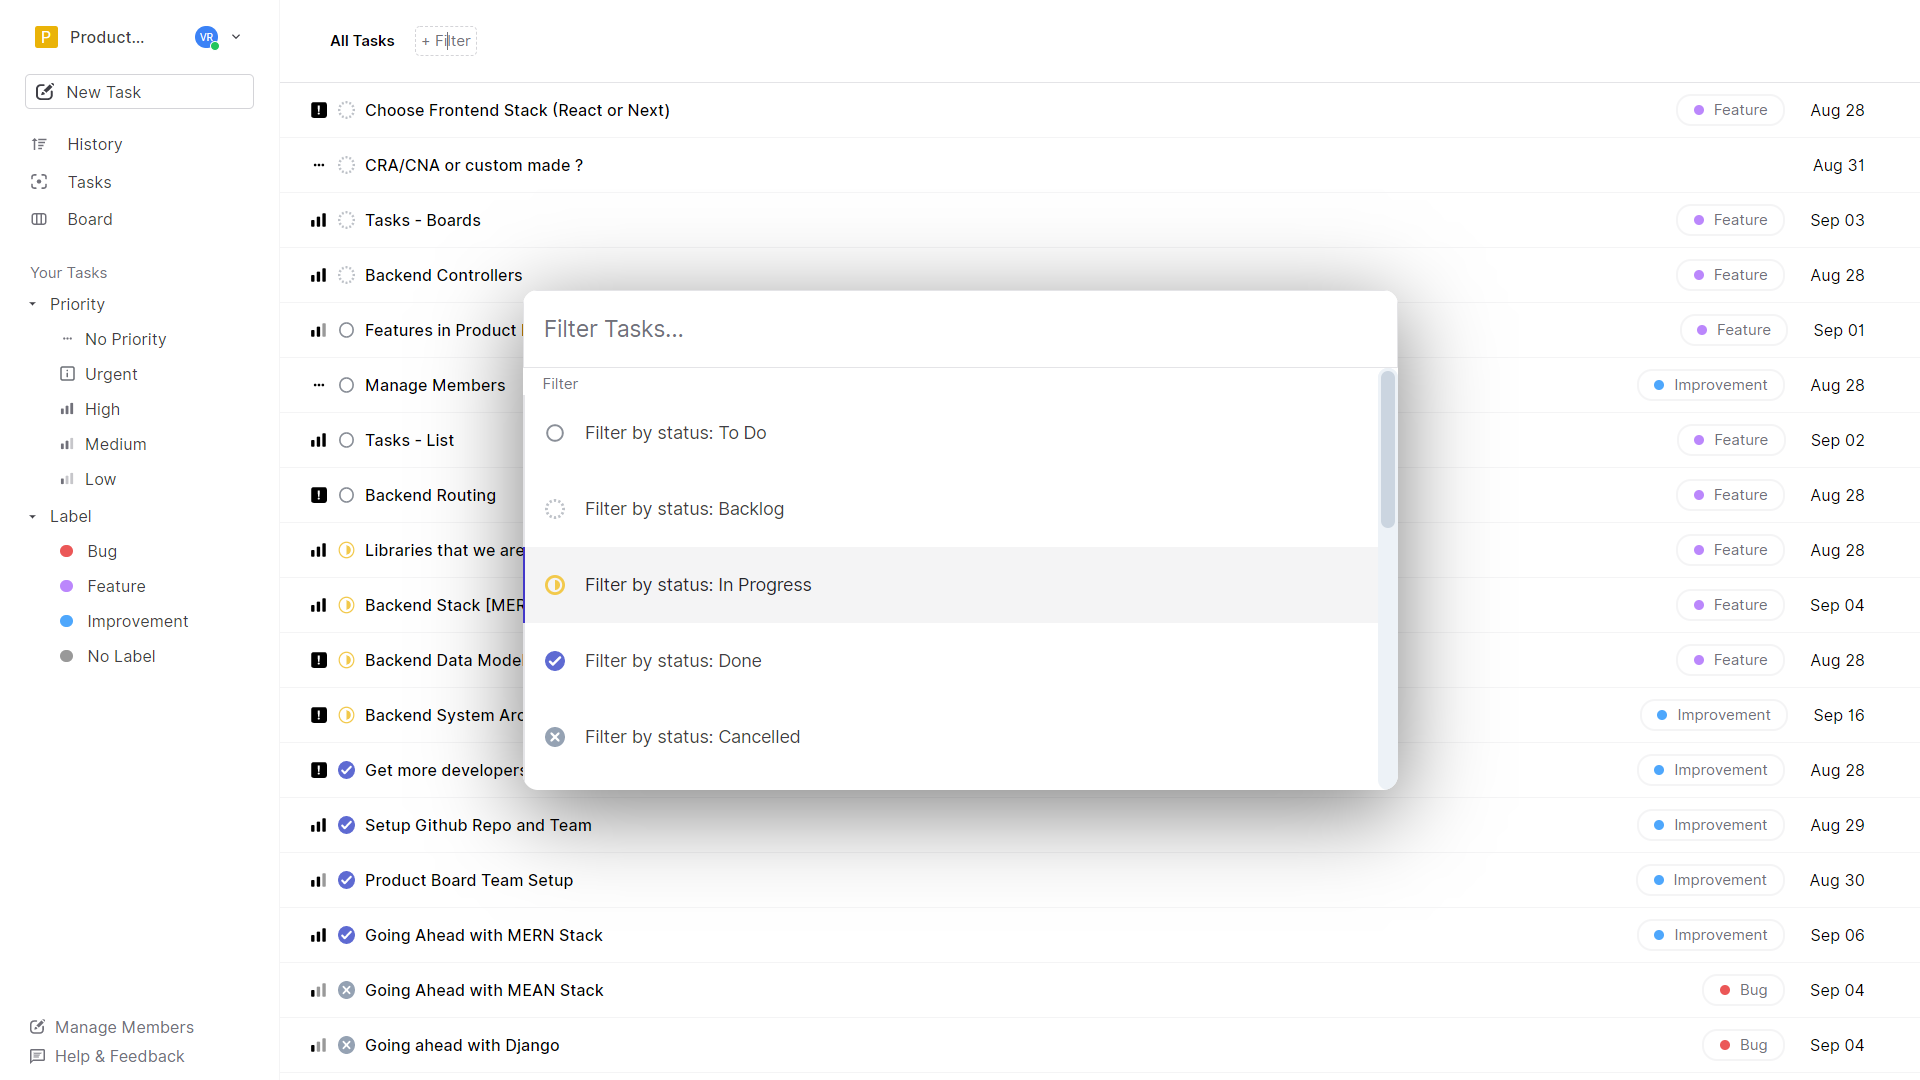 P Product...
VR
New Task
History
Tasks
Board
Your Tasks
Priority
No Priority
Urgent
High
Medium
Low
Label
Bug
Feature
Improvement
No Label
Manage Members
Help & Feedback
All Tasks + Filter
Choose Frontend Stack (React or Next) Feature Aug 28
CRA/CNA or custom made ? Aug 31
Tasks - Boards Feature Sep 03
Backend Controllers Feature Aug 28
Features in Product Feature Sep 01
Manage Members Improvement Aug 28
Tasks - List Feature Sep 02
Backend Routing Feature Aug 28
Libraries that we are Feature Aug 28
Backend Stack [MER Feature Sep 04
Backend Data Mode Feature Aug 28
Backend System Arc Improvement Sep 16
Get more developers Improvement Aug 28
Setup Github Repo and Team Improvement Aug 29
Product Board Team Setup Improvement Aug 30
Going Ahead with MERN Stack Improvement Sep 06
Going Ahead with MEAN Stack Bug Sep 04
Going ahead with Django Bug Sep 04
Filter Tasks...
Filter
Filter by status: To Do
Filter by status: Backlog
Filter by status: In Progress
Filter by status: Done
Filter by status: Cancelled